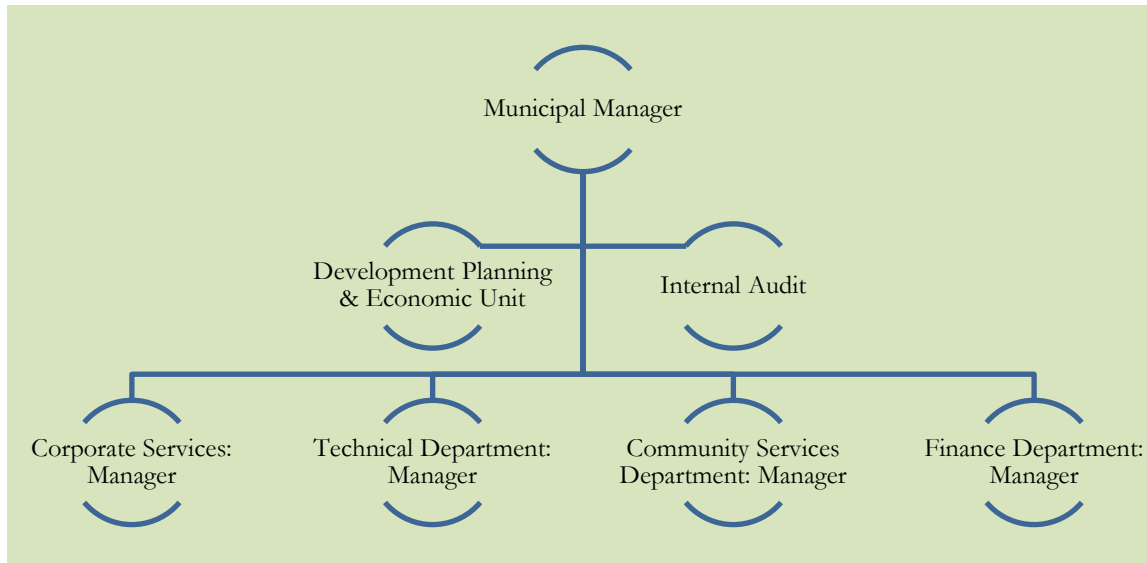 Municipal Manager
Development Planning
& Economic Unit
Internal Audit
Corporate Services:
Manager
Technical Department:
Manager
Community Services
Department: Manager
Finance Department:
Manager